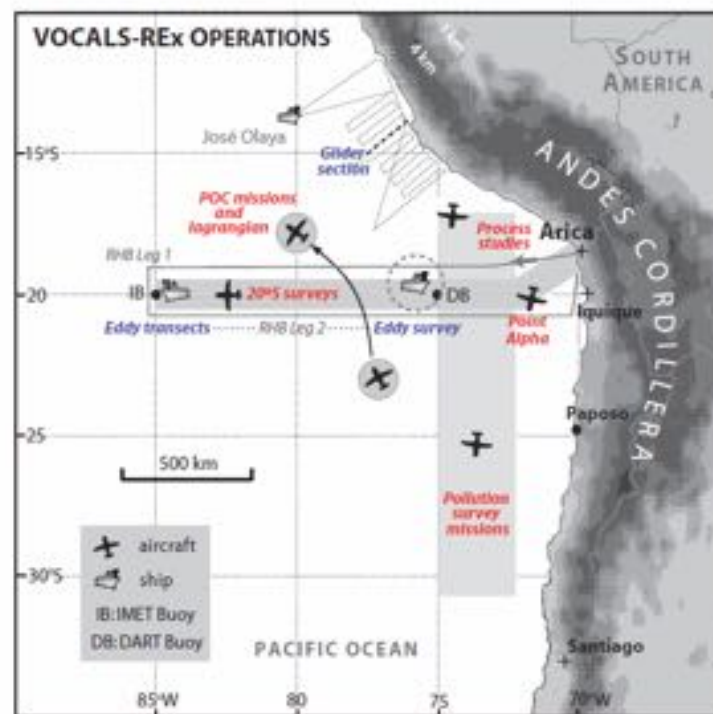 VOCALS-REx OPERATIONS
4 km
SOUTH
AMERICA
José Olaya
15°S
Glider
section
ANDES CORDILLERA
POC missions
and
lagrangian
Process
studies
Arica
RHB Leg 1
20
IB
20°S surveys
DB
Iquique
Eddy transects
RHB Leg 2
Eddy survey
Point
Alpha
25
Paposo
500 km
Pollution
survey
missions
aircraft
ship
IB: IMET Buoy
DB: DART Buoy
30°S
PACIFIC OCEAN
Santiago
85°W
80
75
70°W